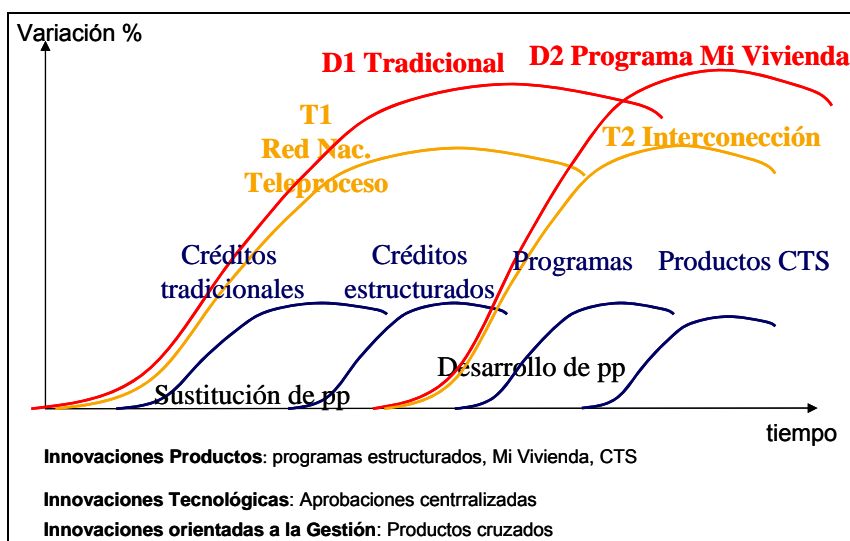 Variación %
D1 Tradicional
D2 Programa Mi Vivienda
T1
Red Nac.
Teleproceso
T2 Interconección
Créditos
tradicionales
Créditos
estructurados
Programas
Productos CTS
Sustitución de pp
Desarrollo de pp
tiempo
Innovaciones Productos: programas estructurados, Mi Vivienda, CTS
Innovaciones Tecnológicas: Aprobaciones centrralizadas
Innovaciones orientadas a la Gestión: Productos cruzados